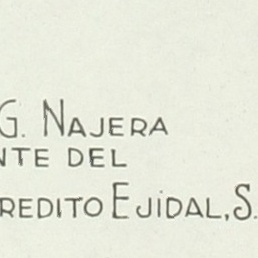 G. NAJERA
NTE DEL
REDITO EJIDAL, S.